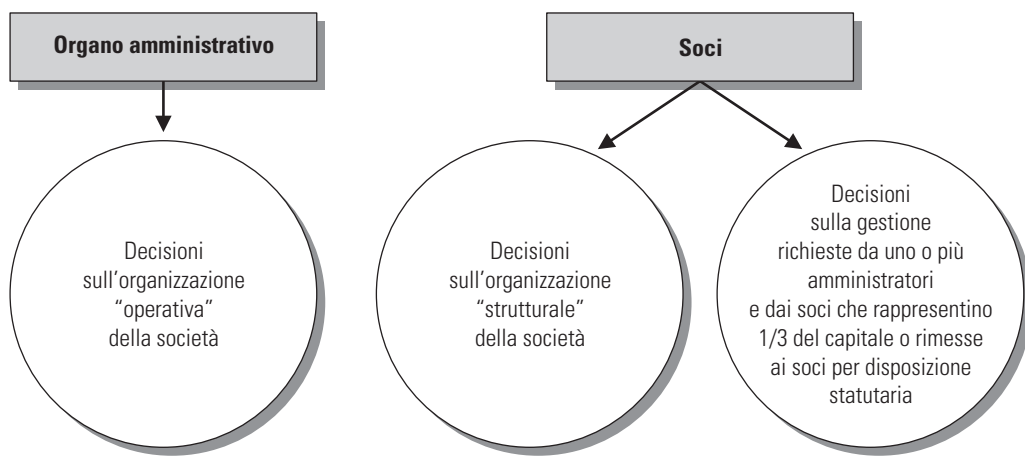 Organo amministrativo
Soci
Decisioni
sull’organizzazione
“operativa”
della società
Decisioni
sull’organizzazione
“strutturale”
della società
Decisioni
sulla gestione
richieste da uno o più
amministratori
e dai soci che rappresentino
1/3 del capitale o rimesse
ai soci per disposizione
statutaria